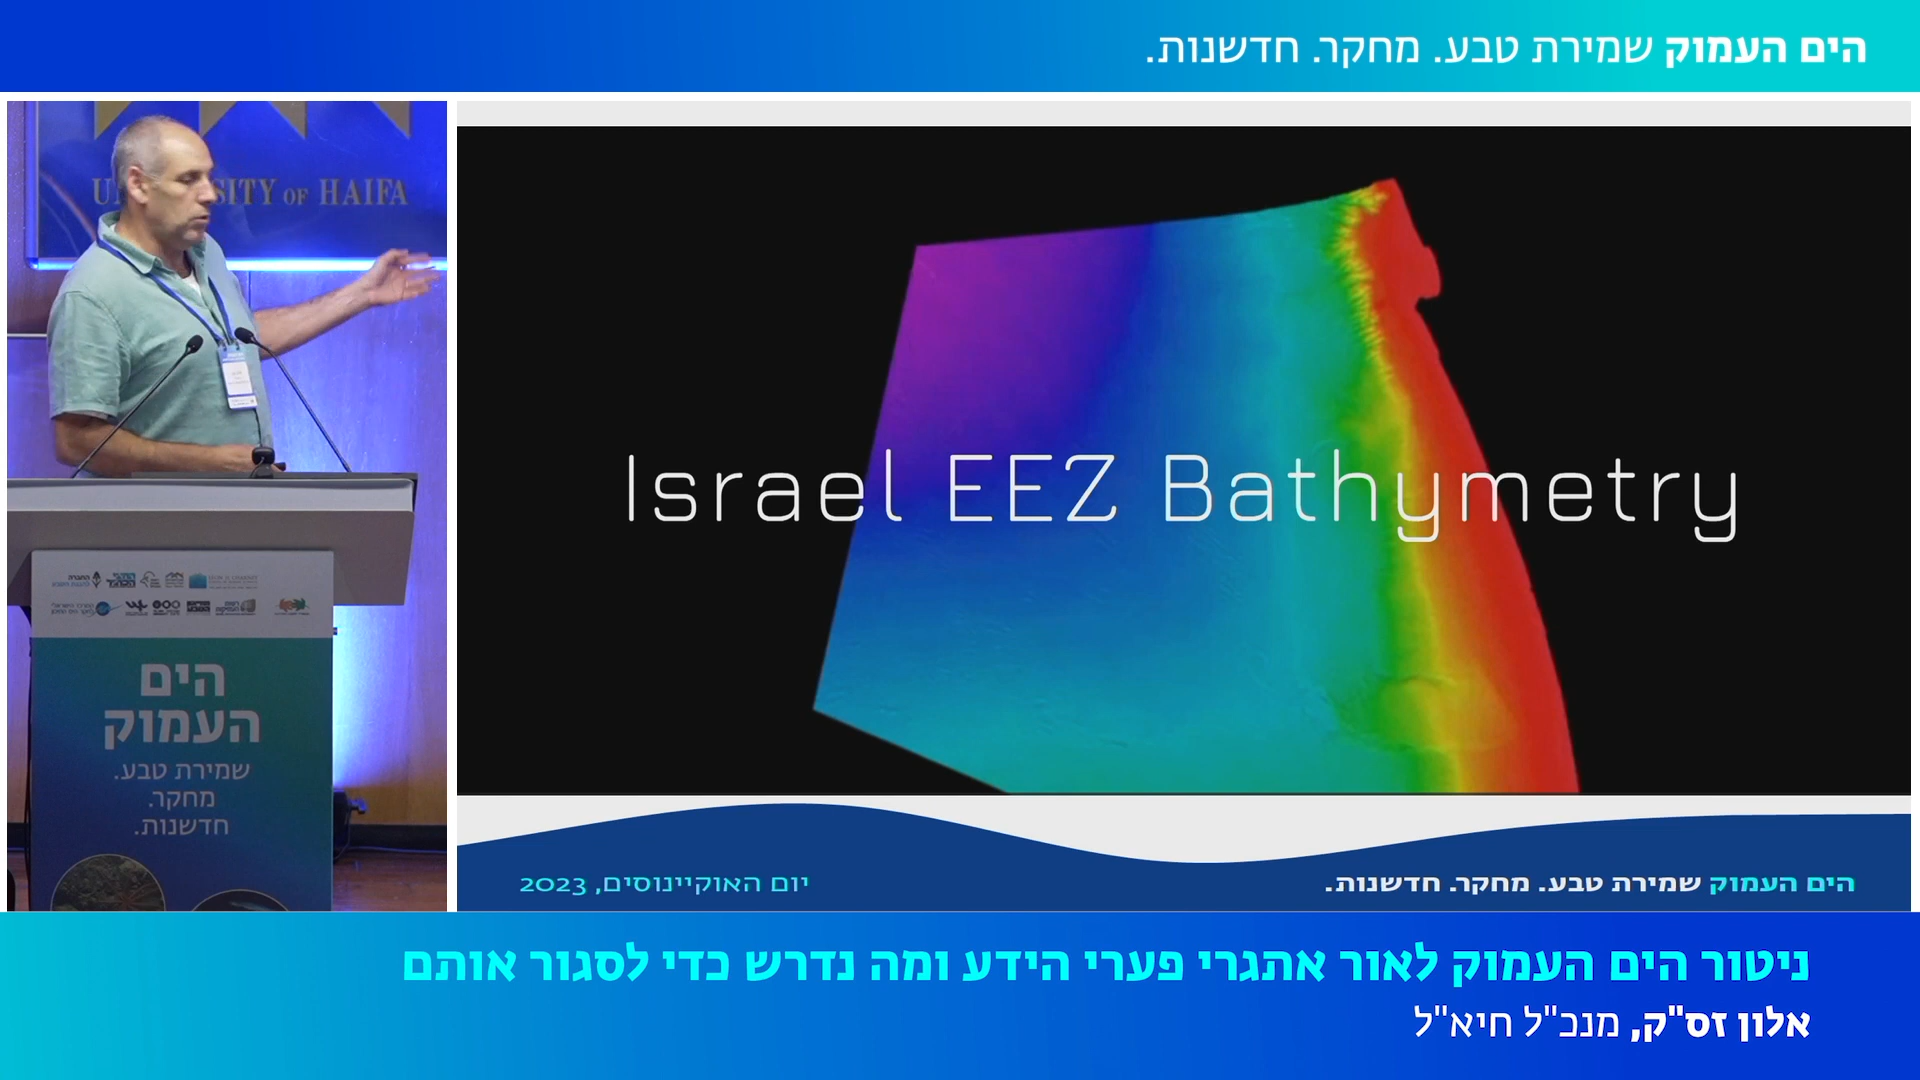 הים העמוק שמירת טבע. מחקר. חדשנות.
OF HAIFA
Israel EEZ Bathymetry
הים
העמוק
שמירת טבע.
מחקר.
חדשנות.
יום האוקיינוסים, 2023
הים העמוק שמירת טבע. מחקר. חדשנות.
ניטור הים העמוק לאור אתגרי פערי הידע ומה נדרש כדי לסגור אותם
אלון זס"ק, מנכ"ל חיא"ל